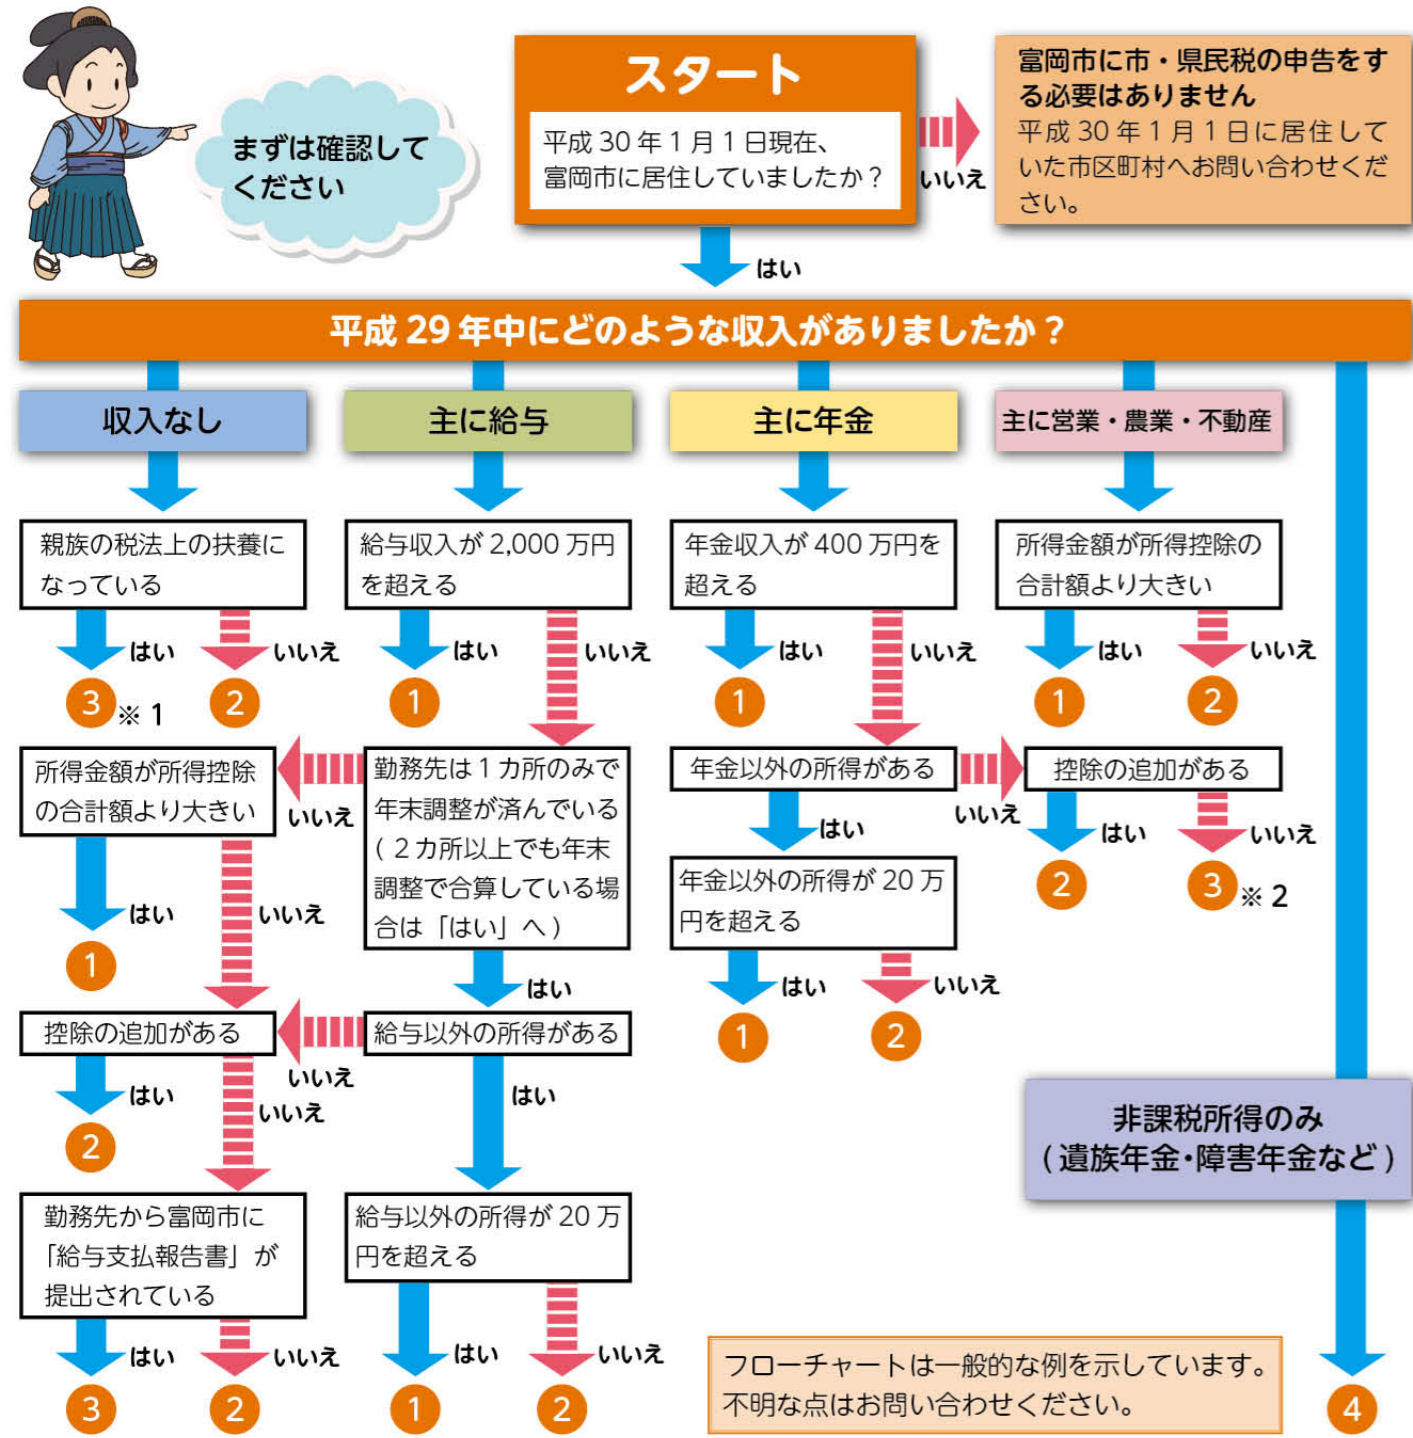 まずは確認して
ください
スタート
平成 30 年 1 月 1 日現在、
富岡市に居住していましたか？
いいえ
富岡市に市・県民税の申告をす
る必要はありません
平成 30 年 1 月 1 日に居住して
いた市区町村へお問い合わせくだ
さい。
はい
平成 29 年中にどのような収入がありましたか？
収入なし
主に給与
主に年金
主に営業・農業・不動産
親族の税法上の扶養に
なっている
はい
いいえ
3 ※ 1
2
給与収入が 2,000 万円
を超える
はい
いいえ
1
年金収入が 400 万円を
超える
はい
いいえ
1
所得金額が所得控除の
合計額より大きい
はい
いいえ
1
2
勤務先は 1 カ所のみで
年末調整が済んでいる
( 2 カ所以上でも年末
調整で合算している場
合は「はい」へ )
いいえ
はい
所得金額が所得控除
の合計額より大きい
はい
いいえ
1
年金以外の所得がある
いいえ
はい
控除の追加がある
はい
いいえ
2
3 ※ 2
年金以外の所得が 20 万
円を超える
はい
いいえ
1
2
給与以外の所得がある
いいえ
はい
控除の追加がある
はい
いいえ
2
勤務先から富岡市に
「給与支払報告書」が
提出されている
はい
いいえ
3
2
給与以外の所得が 20 万
円を超える
はい
いいえ
1
2
非課税所得のみ
( 遺族年金・障害年金など )
4
フローチャートは一般的な例を示しています。
不明な点はお問い合わせください。